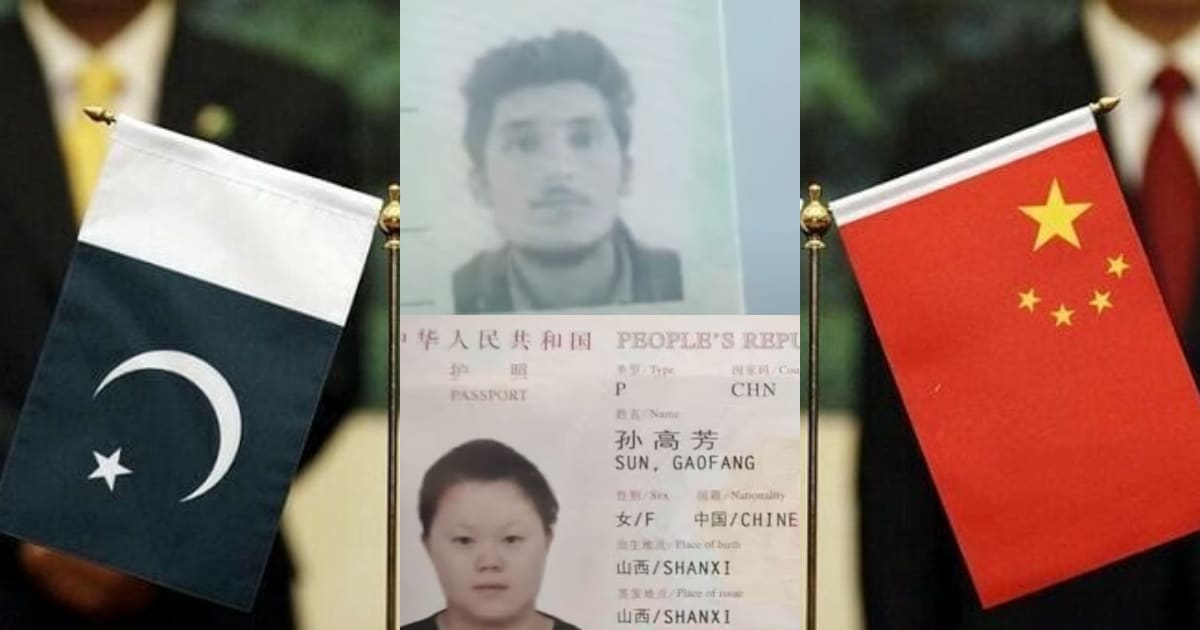 中华人民共和国 PEOPLE'S REPU
护 照 类型/Type 国家码/Cou
PASSPORT P CHN
姓名/Name
孙高芳
SUN, GAOFANG
性别/Sex 国籍/Nationality
女/F 中国/CHINE
出生地点/Place of birth
山西/SHANXI
签发地点/Place of issue
山西/SHANXI